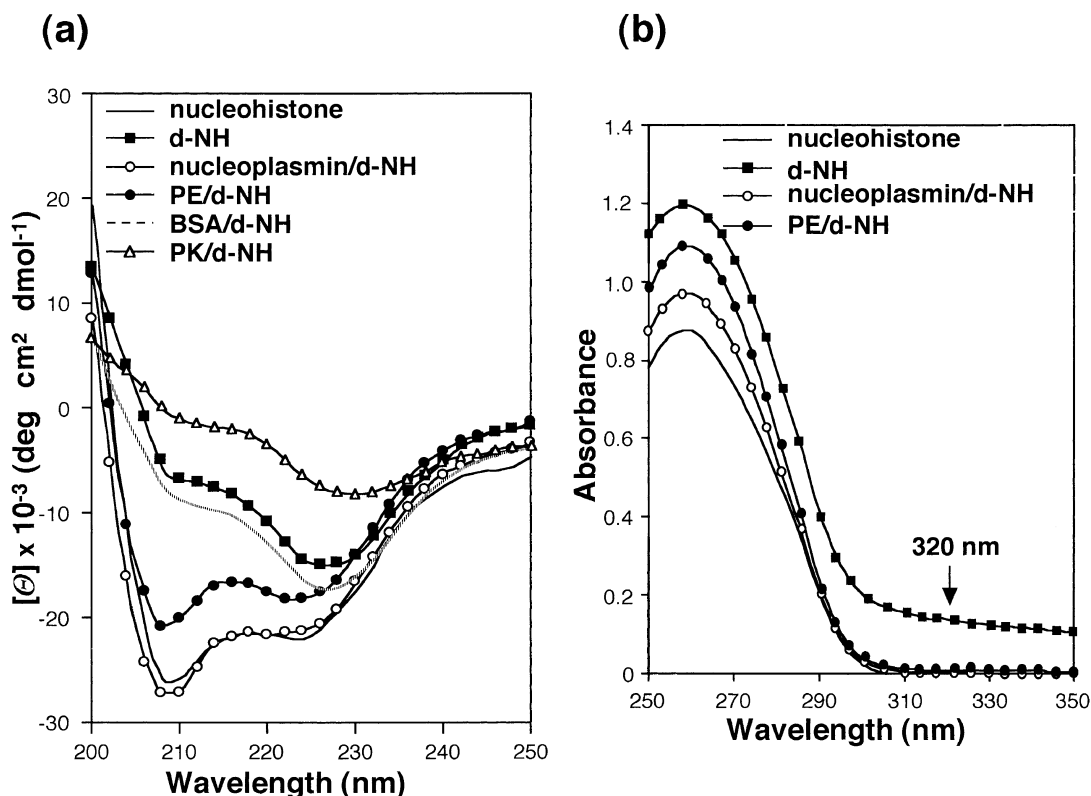 (a)
[Θ] x 10-3 (deg cm2 dmol-1)
30
20
10
0
-10
-20
-30
nucleohistone
d-NH
nucleoplasmin/d-NH
PE/d-NH
BSA/d-NH
PK/d-NH
200 210 220 230 240 250
Wavelength (nm)
(b)
Absorbance
1.4
1.2
1.0
0.8
0.6
0.4
0.2
0
nucleohistone
d-NH
nucleoplasmin/d-NH
PE/d-NH
320 nm
250 270 290 310 330 350
Wavelength (nm)